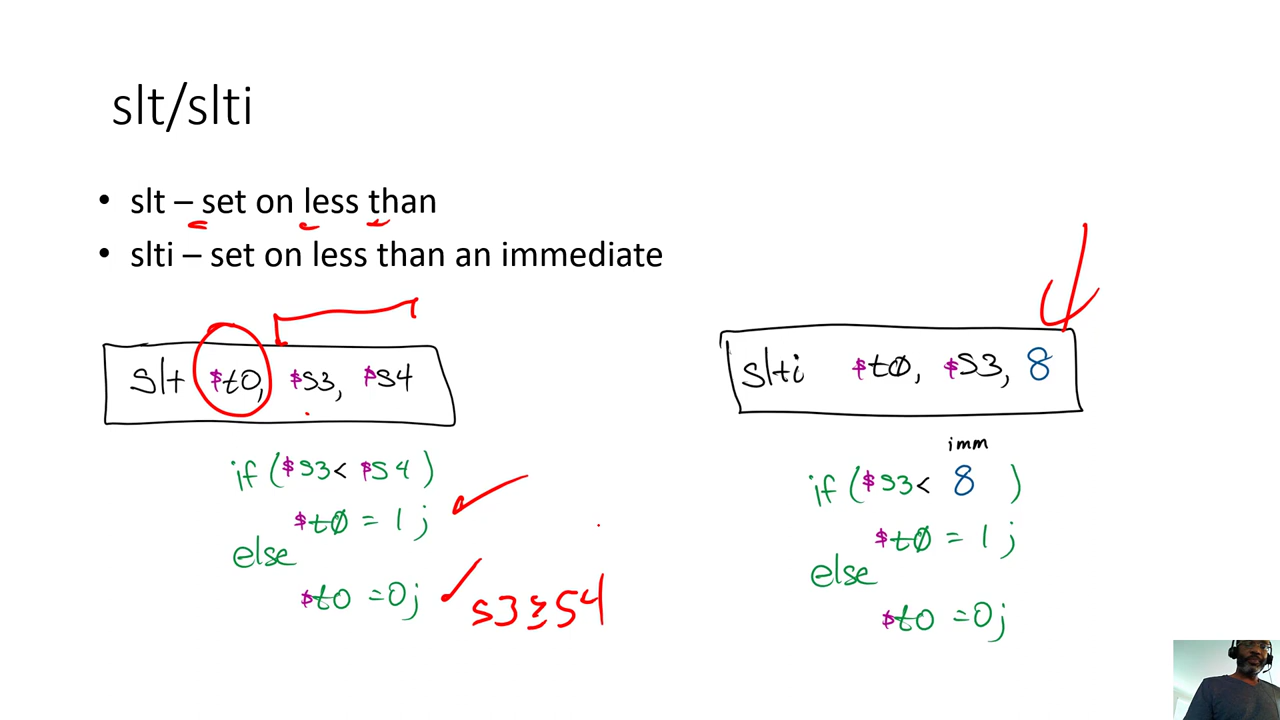 slt/slti
• slt – set on less than
• slti – set on less than an immediate
slt $t0, $s3, $s4
if ($s3 < $s4)
$t0 = 1;
else
$t0 = 0;
s3 ≥ s4
slti $t0, $s3, 8
imm
if ($s3 < 8 )
$t0 = 1;
else
$t0 = 0;